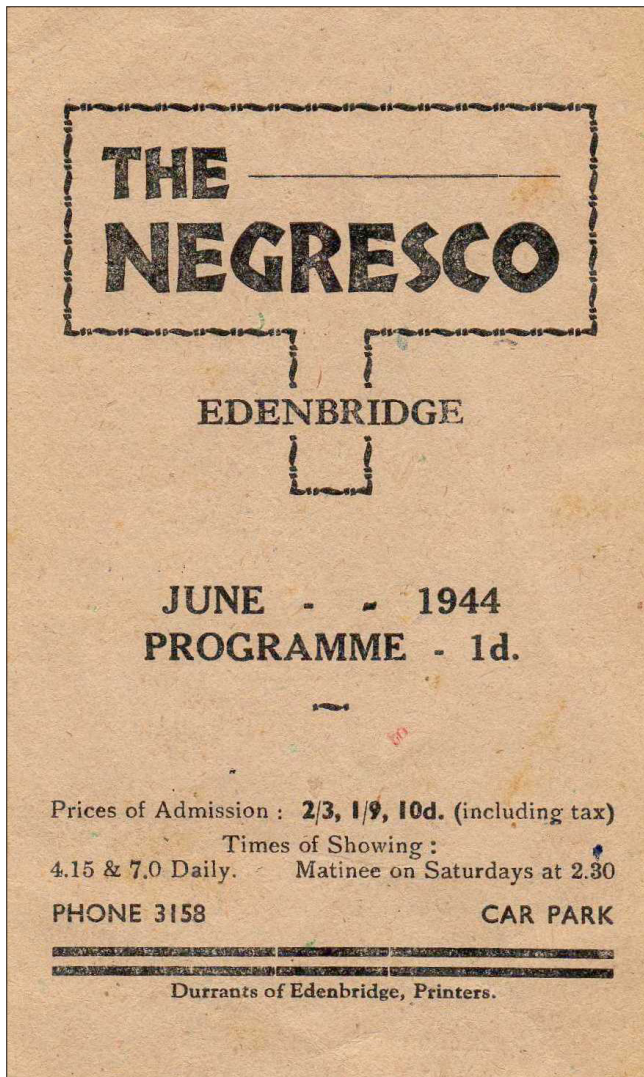 THE
NEGRESCO
EDENBRIDGE
JUNE - - 1944
PROGRAMME - 1d.
Prices of Admission : 2/3, 1/9, 10d. (including tax)
Times of Showing :
4.15 & 7.0 Daily. Matinee on Saturdays at 2.30
PHONE 3158 CAR PARK
Durrants of Edenbridge, Printers.